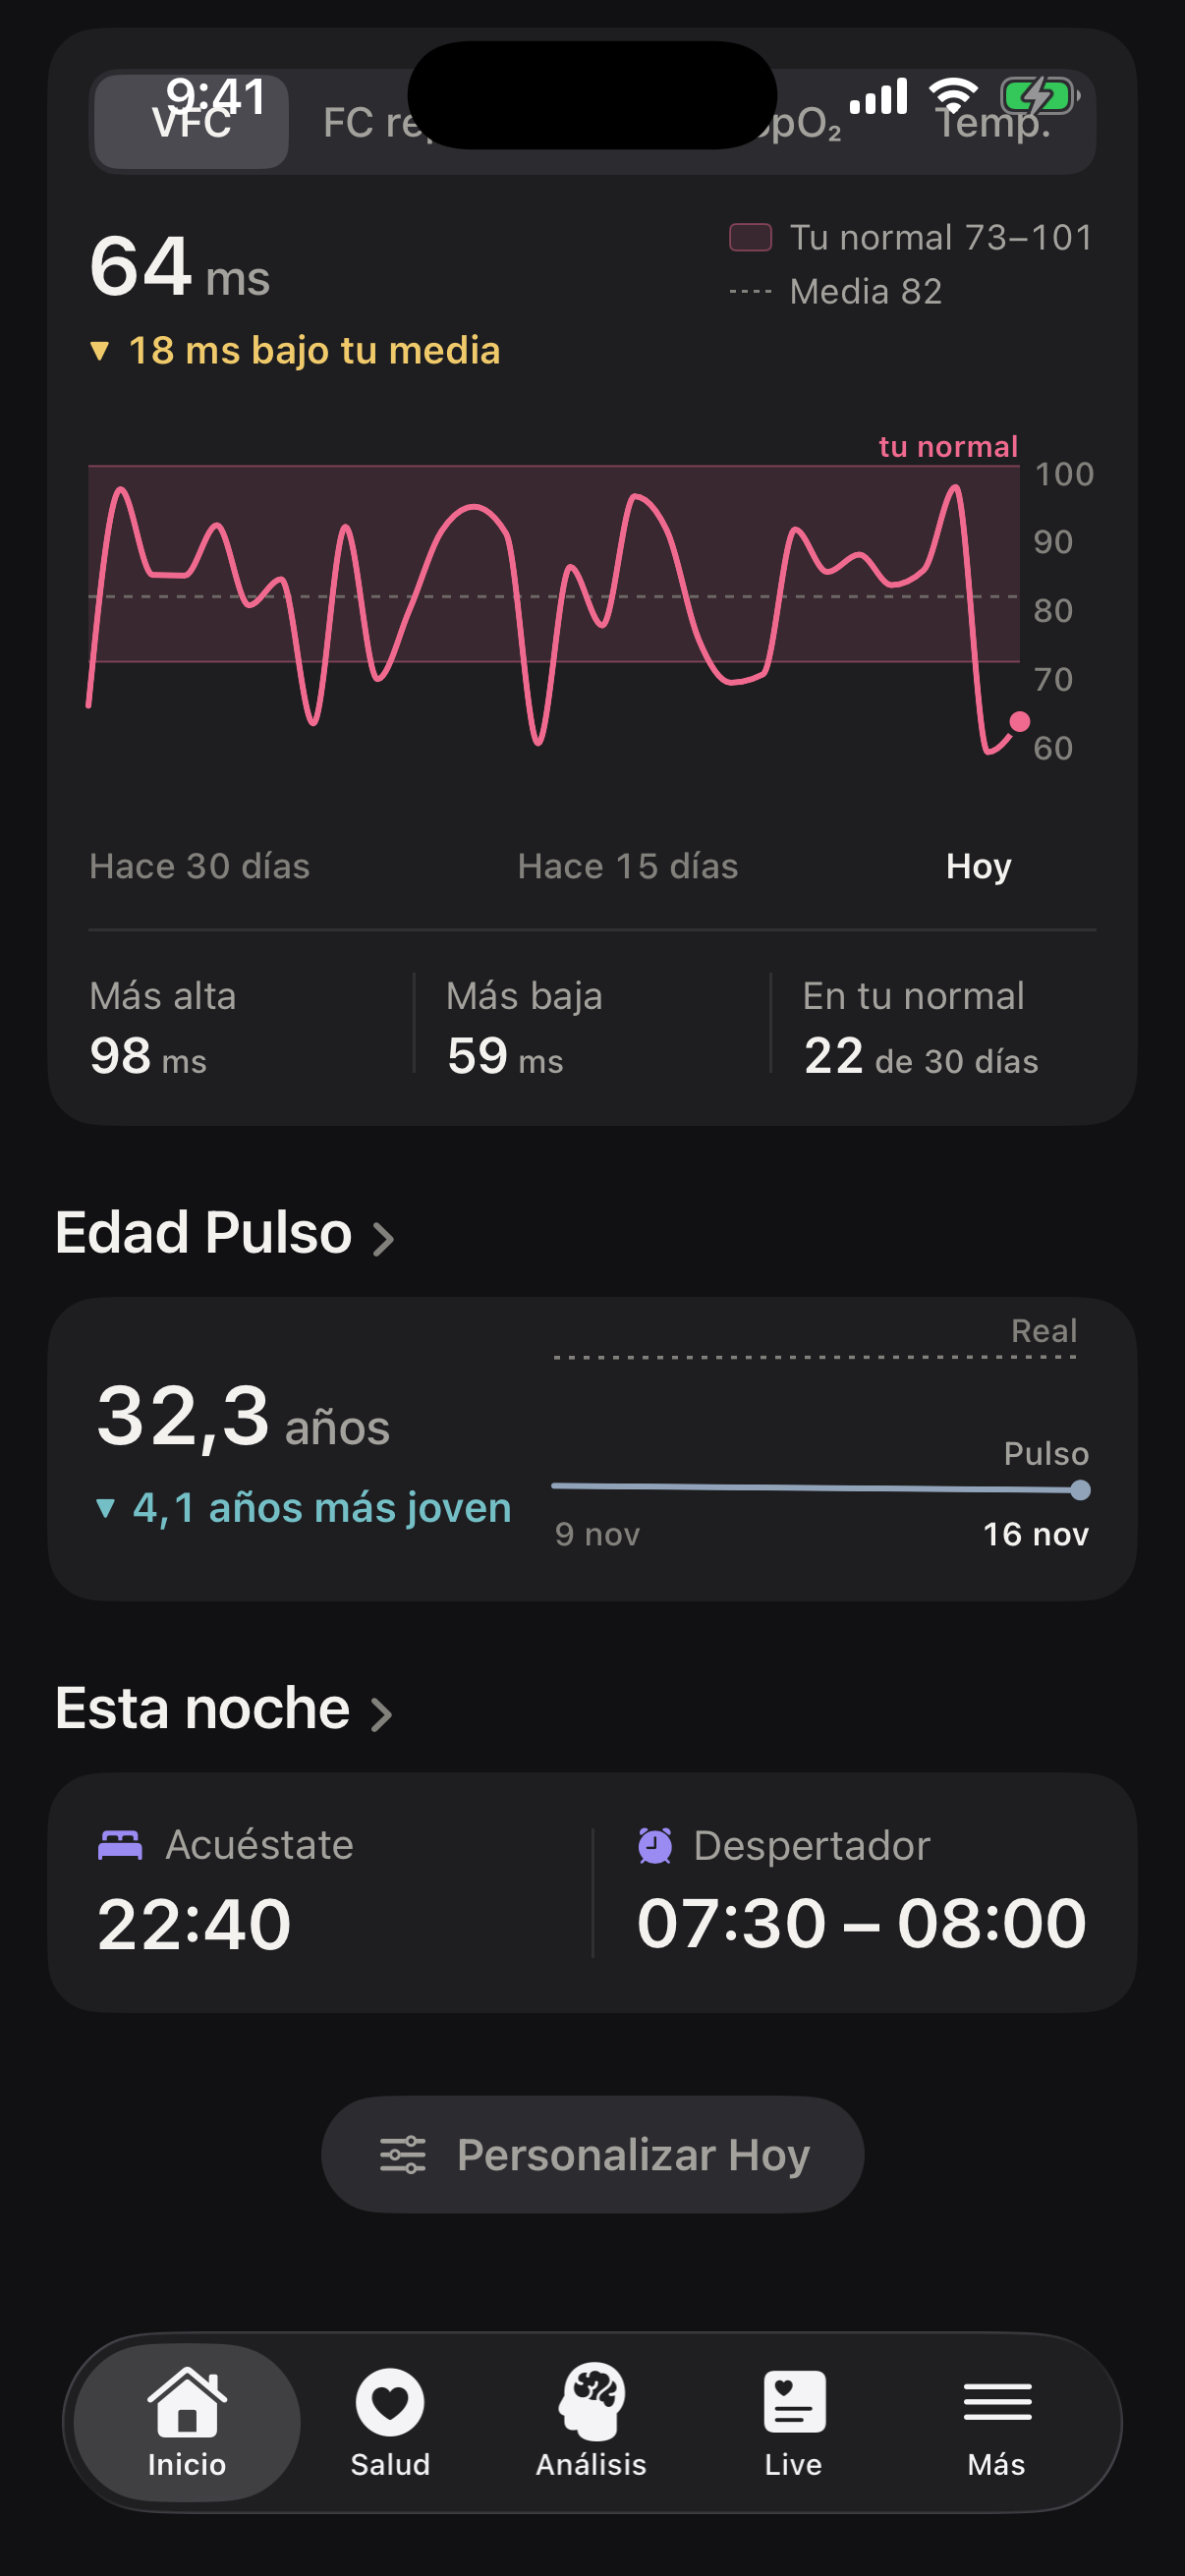 9:41
VFC
FC
SpO₂
Temp.
64 ms
Tu normal 73–101
Media 82
18 ms bajo tu media
tu normal
100
90
80
70
60
Hace 30 días
Hace 15 días
Hoy
Más alta
Más baja
En tu normal
98 ms
59 ms
22 de 30 días
Edad Pulso
Real
32,3 años
Pulso
4,1 años más joven
9 nov
16 nov
Esta noche
Acuéstate
Despertador
22:40
07:30 – 08:00
Personalizar Hoy
Inicio
Salud
Análisis
Live
Más